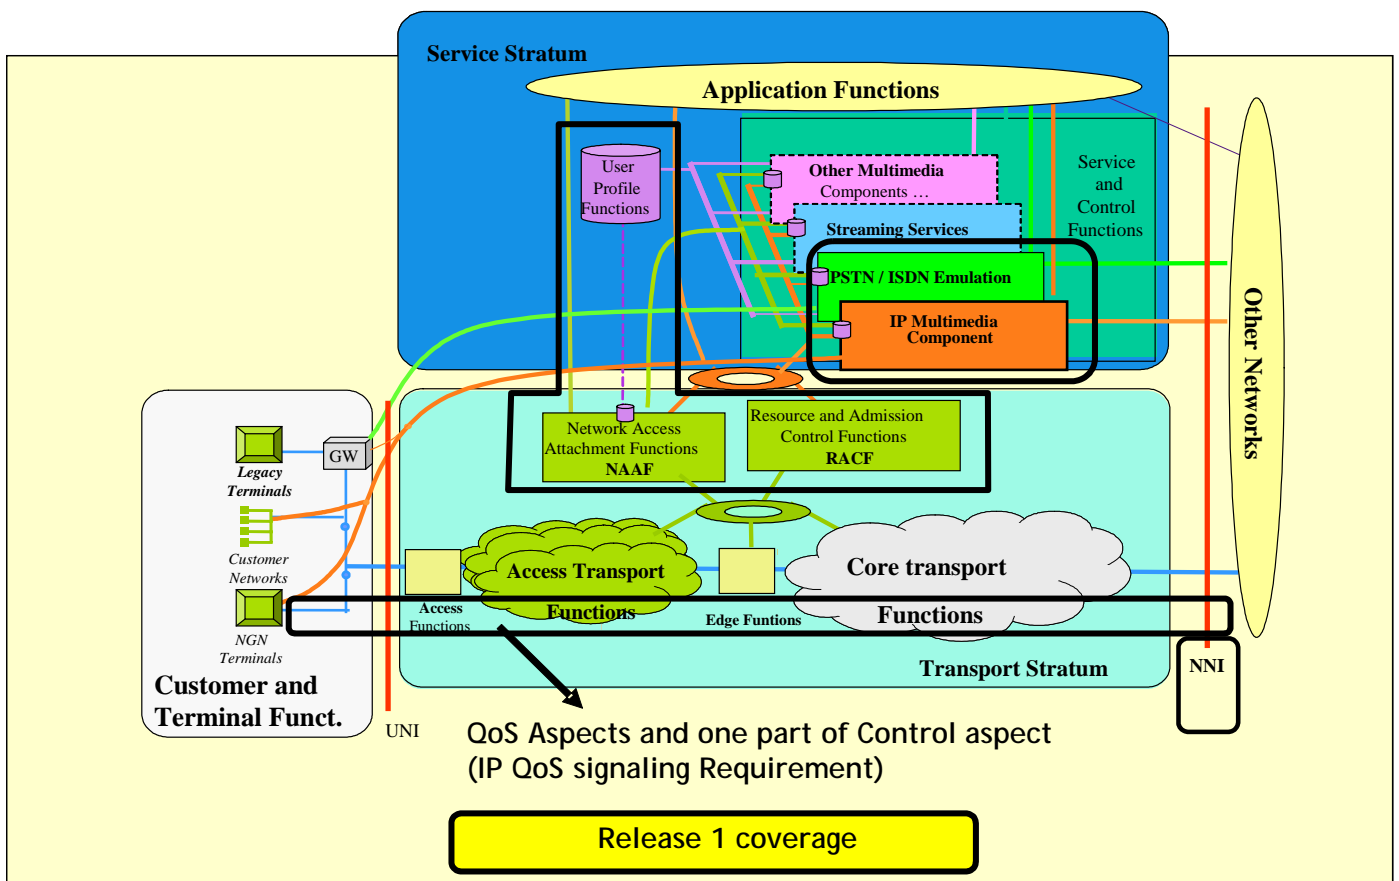 Service Stratum
Application Functions
User
Profile
Functions
Other Multimedia
Components …
Streaming Services
PSTN / ISDN Emulation
IP Multimedia
Component
Service
and
Control
Functions
Other Networks
Network Access
Attachment Functions
NAAF
Resource and Admission
Control Functions
RACF
GW
Legacy
Terminals
Customer
Networks
NGN
Terminals
Customer and
Terminal Funct.
UNI
Access
Functions
Access Transport
Functions
Edge Funtions
Core transport
Functions
Transport Stratum
NNI
QoS Aspects and one part of Control aspect
(IP QoS signaling Requirement)
Release 1 coverage